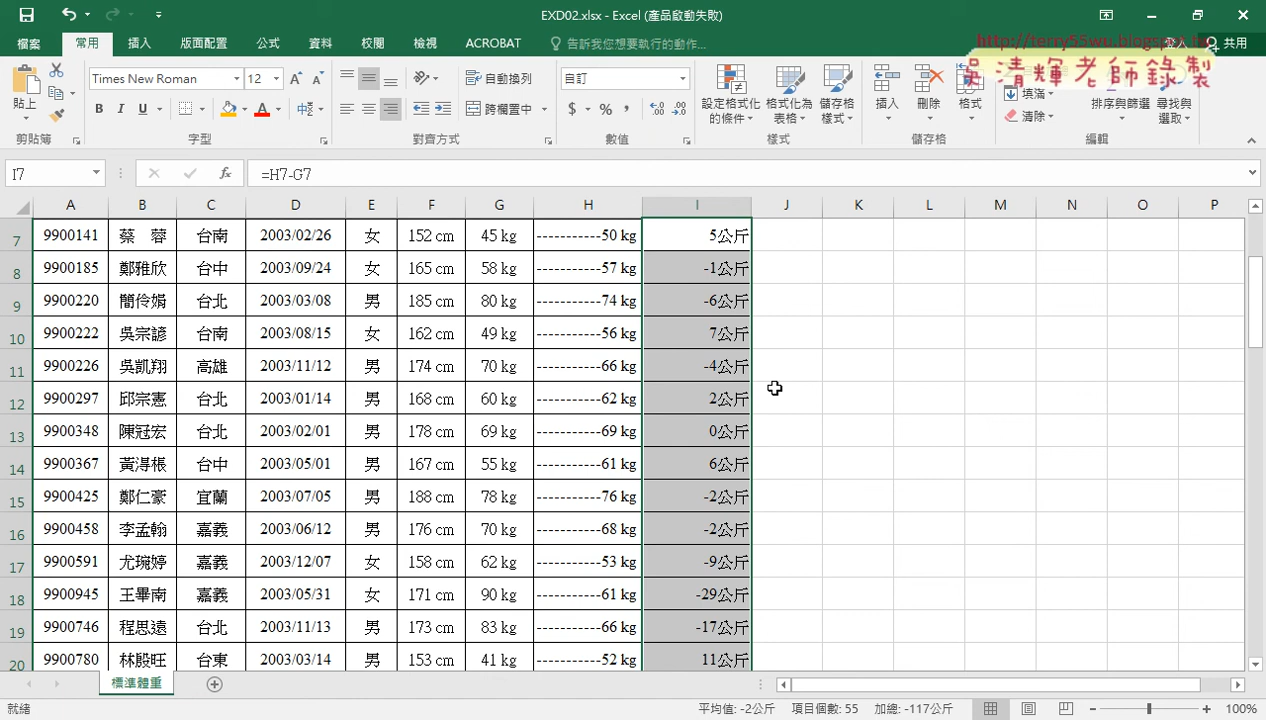 EXD02.xlsx - Excel (產品啟動失敗)
檔案 常用 插入 版面配置 公式 資料 校閱 檢視 ACROBAT 告訴我您想要執行的動作... 登入 共用
http://terry55wu.blogspot.tw
吳清輝老師錄製
貼上 Times New Roman 12 自動換列 自訂 設定格式化的條件 格式化為表格 儲存格樣式 插入 刪除 格式 填滿 排序與篩選 尋找與選取
B I U 中 跨欄置中 $ % , 清除
剪貼簿 字型 對齊方式 數值 樣式 儲存格 編輯
I7 fx =H7-G7
A B C D E F G H I J K L M N O P
7 9900141 蔡 蓉 台南 2003/02/26 女 152 cm 45 kg -----------50 kg 5公斤
8 9900185 鄭雅欣 台中 2003/09/24 女 165 cm 58 kg -----------57 kg -1公斤
9 9900220 簡伶娟 台北 2003/03/08 男 185 cm 80 kg -----------74 kg -6公斤
10 9900222 吳宗諺 台南 2003/08/15 女 162 cm 49 kg -----------56 kg 7公斤
11 9900226 吳凱翔 高雄 2003/11/12 男 174 cm 70 kg -----------66 kg -4公斤
12 9900297 邱宗憲 台北 2003/01/14 男 168 cm 60 kg -----------62 kg 2公斤
13 9900348 陳冠宏 台北 2003/02/01 男 178 cm 69 kg -----------69 kg 0公斤
14 9900367 黃淂根 台中 2003/05/01 男 167 cm 55 kg -----------61 kg 6公斤
15 9900425 鄭仁豪 宜蘭 2003/07/05 男 188 cm 78 kg -----------76 kg -2公斤
16 9900458 李孟翰 嘉義 2003/06/12 男 176 cm 70 kg -----------68 kg -2公斤
17 9900591 尤琬婷 嘉義 2003/12/07 女 158 cm 62 kg -----------53 kg -9公斤
18 9900945 王畢南 嘉義 2003/05/31 女 171 cm 90 kg -----------61 kg -29公斤
19 9900746 程思遠 台北 2003/11/13 男 173 cm 83 kg -----------66 kg -17公斤
20 9900780 林殷旺 台東 2003/03/14 男 153 cm 41 kg -----------52 kg 11公斤
標準體重
就緒 平均值: -2公斤 項目個數: 55 加總: -117公斤 100%